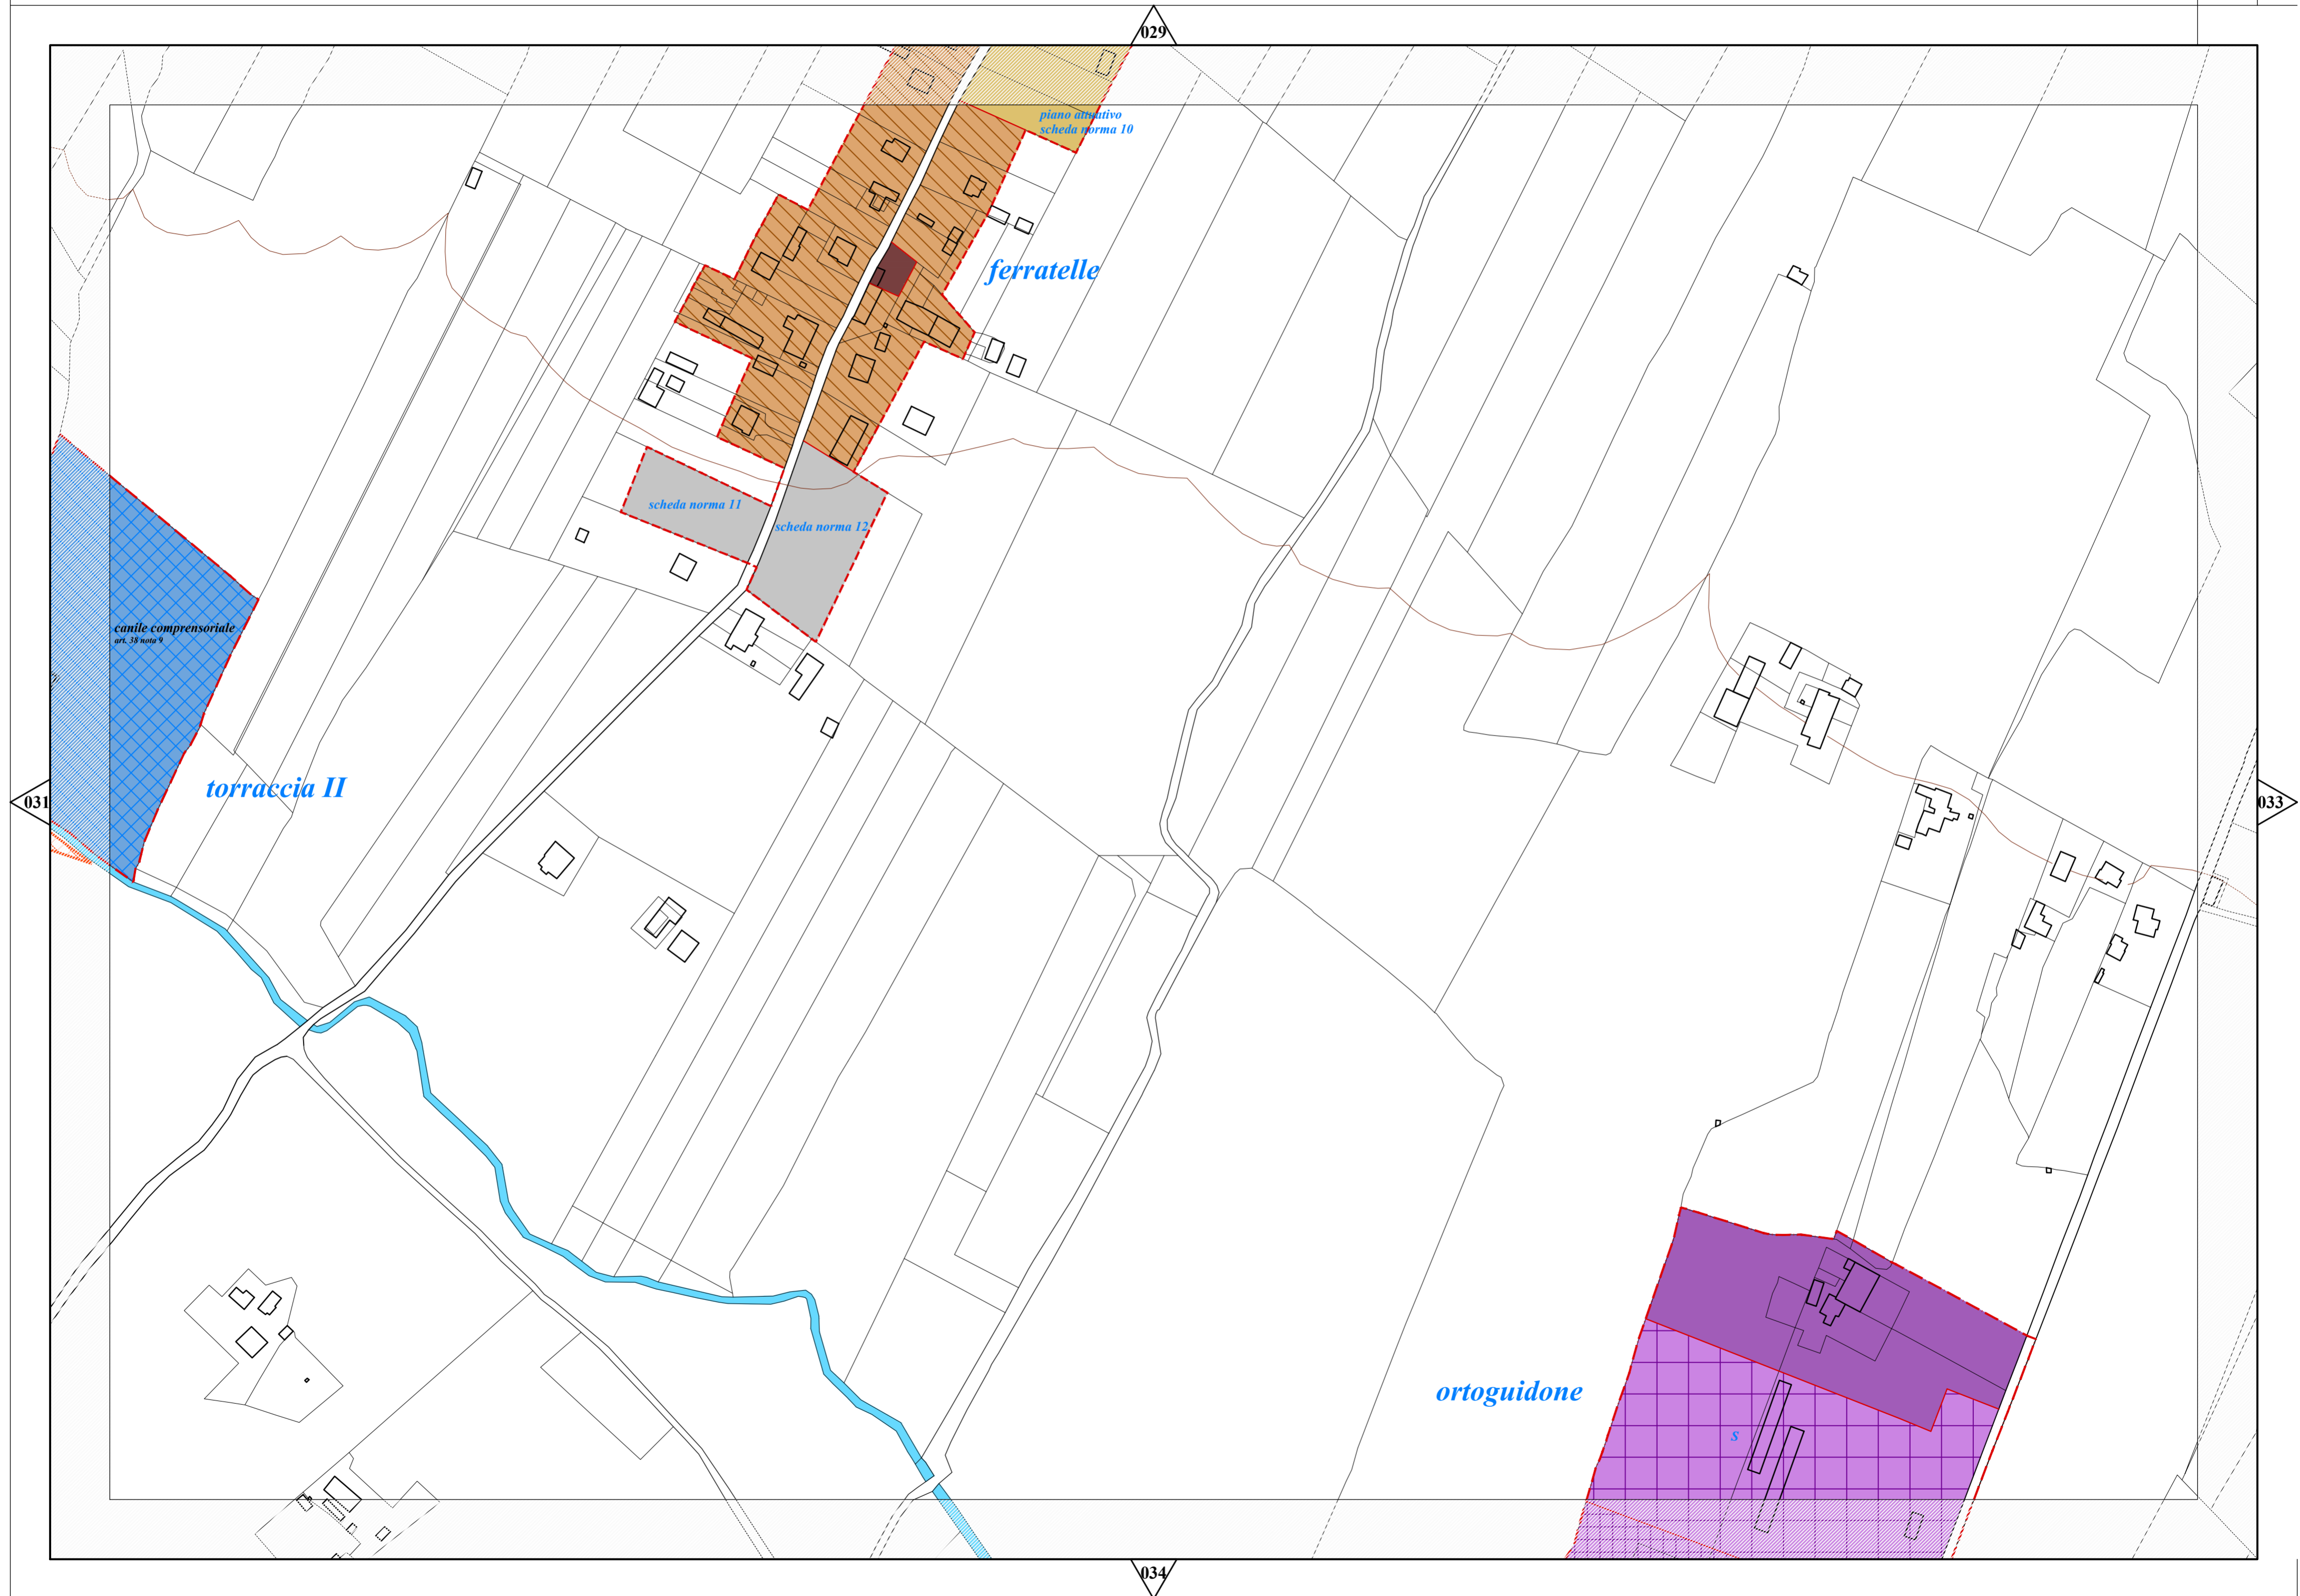 029
piano attuativo
scheda norma 10
ferratelle
scheda norma 11
scheda norma 12
canile comprensoriale
art. 38 nota 9
torraccia II
031
033
ortoguidone
s
034